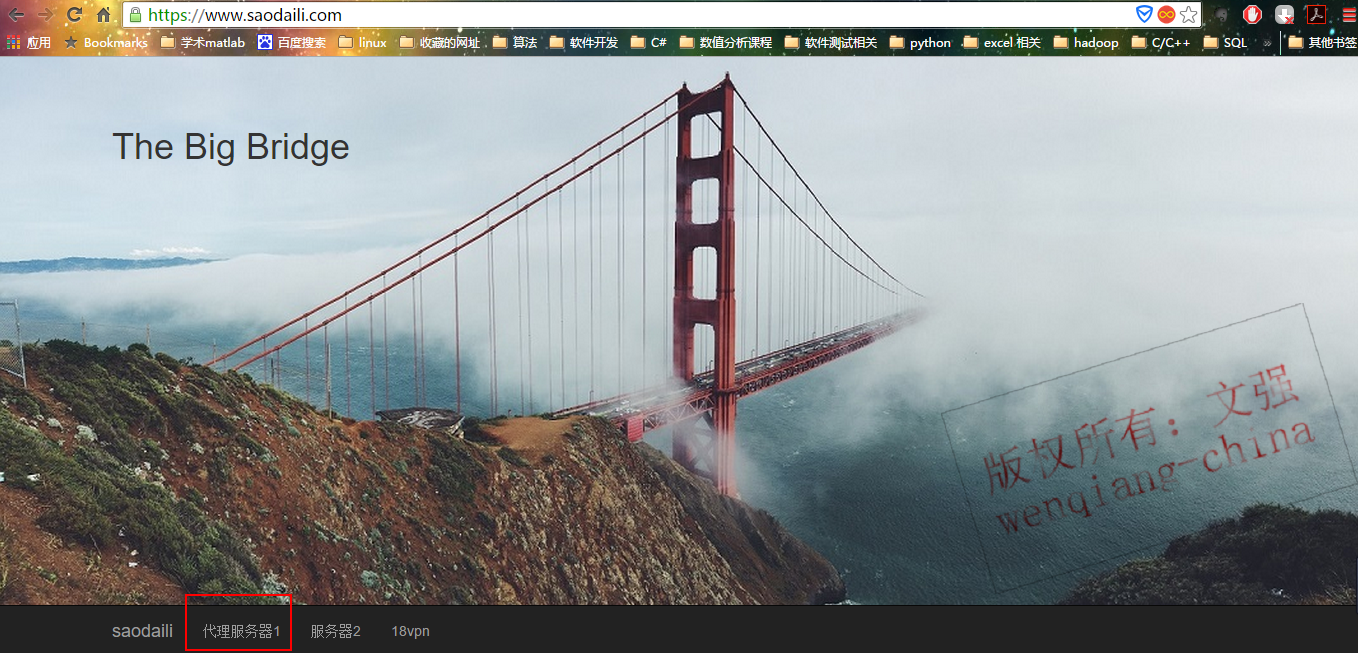 https://www.saodaili.com
应用 Bookmarks 学术matlab 百度搜索 linux 收藏的网址 算法 软件开发 C# 数值分析课程 软件测试相关 python excel 相关 hadoop C/C++ SQL » 其他书签
The Big Bridge
版权所有：文强
wenqiang-china
saodaili 代理服务器1 服务器2 18vpn